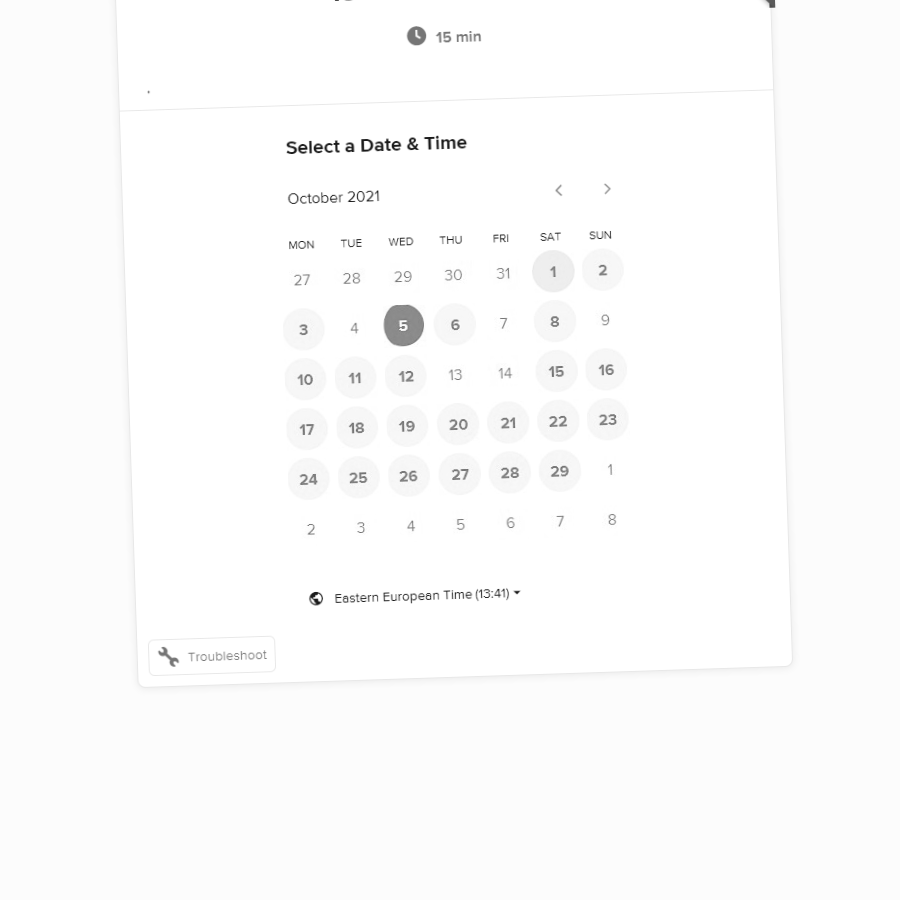 15 min
Select a Date & Time
October 2021
MON TUE WED THU FRI SAT SUN
27 28 29 30 31 1 2
3 4 5 6 7 8 9
10 11 12 13 14 15 16
17 18 19 20 21 22 23
24 25 26 27 28 29 1
2 3 4 5 6 7 8
Eastern European Time (13:41)
Troubleshoot